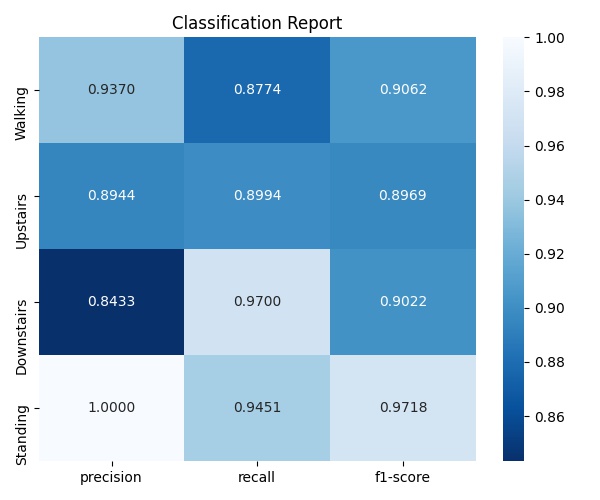 Classification Report
Walking 0.9370 0.8774 0.9062
Upstairs 0.8944 0.8994 0.8969
Downstairs 0.8433 0.9700 0.9022
Standing 1.0000 0.9451 0.9718
precision recall f1-score
1.00
0.98
0.96
0.94
0.92
0.90
0.88
0.86